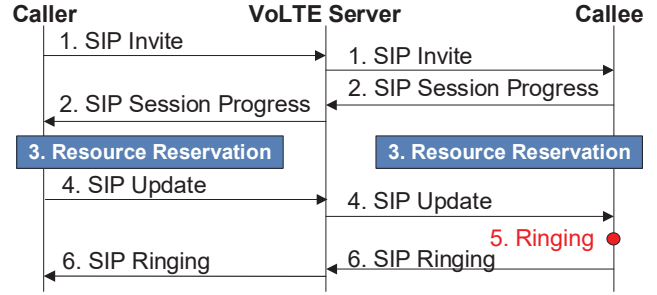 Caller VoLTE Server Callee
1. SIP Invite
1. SIP Invite
2. SIP Session Progress
2. SIP Session Progress
3. Resource Reservation 3. Resource Reservation
4. SIP Update
4. SIP Update
5. Ringing
6. SIP Ringing
6. SIP Ringing